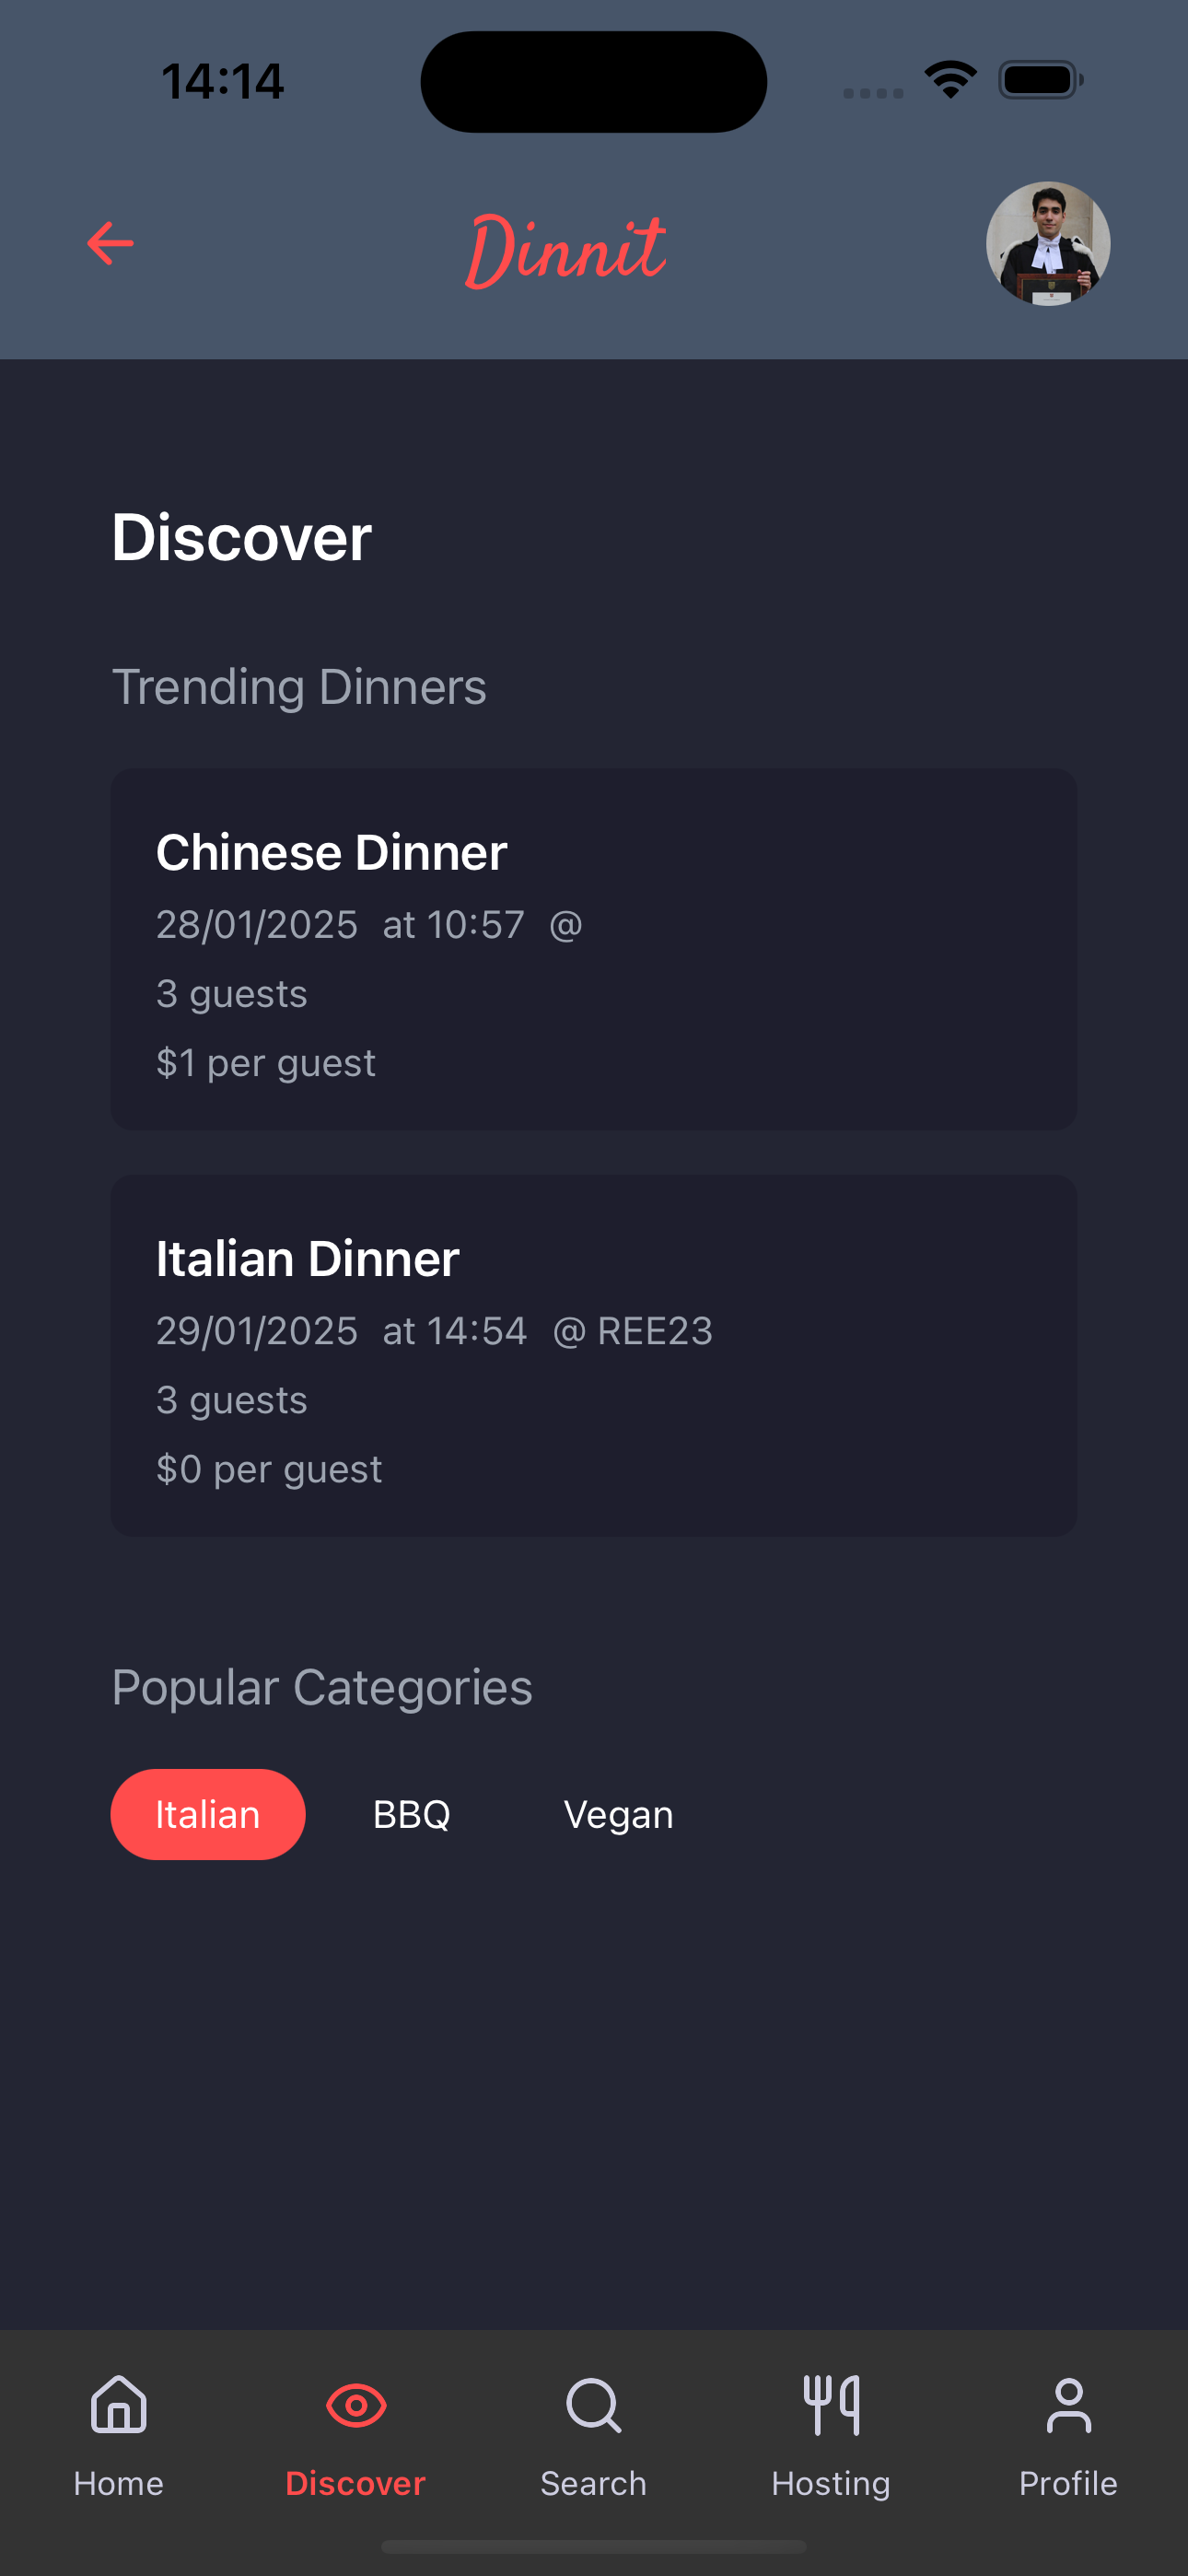 14:14
Dinnit
Discover
Trending Dinners
Chinese Dinner
28/01/2025 at 10:57 @
3 guests
$1 per guest
Italian Dinner
29/01/2025 at 14:54 @ REE23
3 guests
$0 per guest
Popular Categories
Italian BBQ Vegan
Home Discover Search Hosting Profile